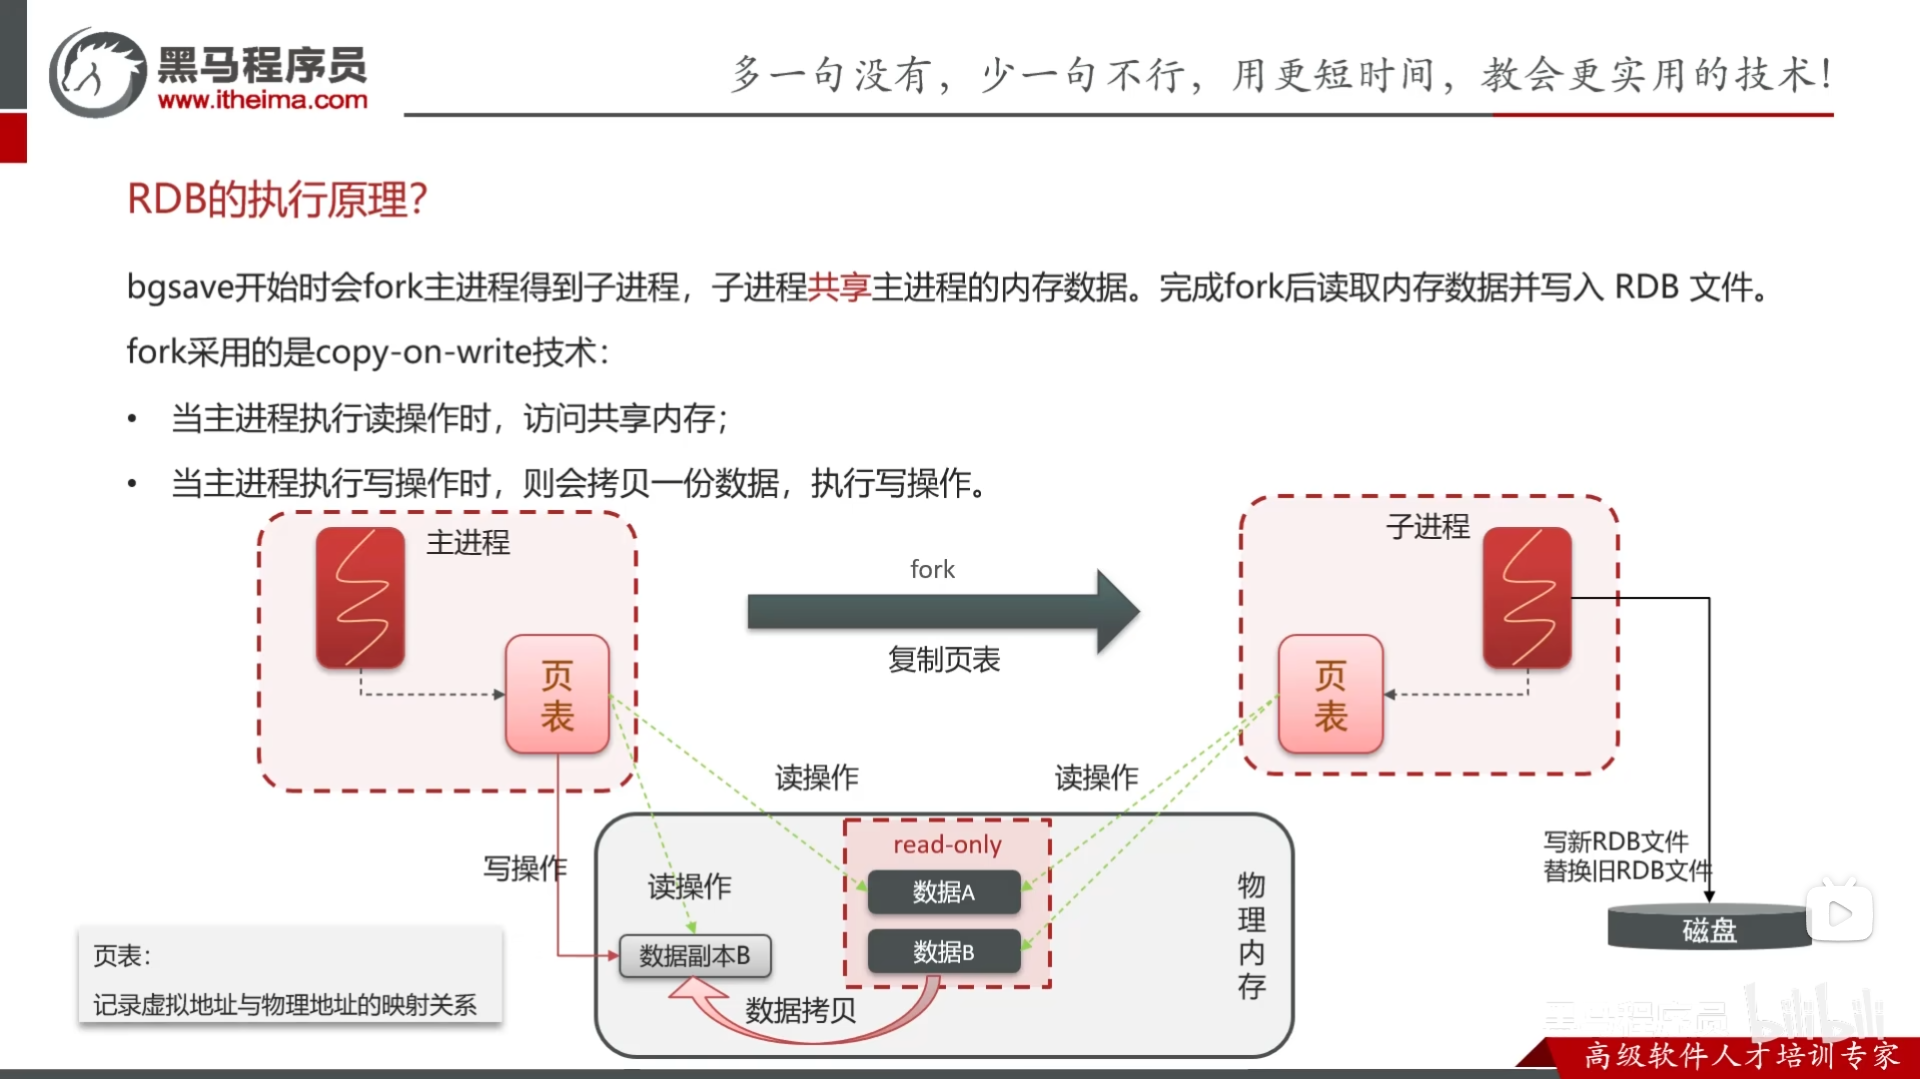 黑马程序员
www.itheima.com
多一句没有，少一句不行，用更短时间，教会更实用的技术！
RDB的执行原理？
bgsave开始时会fork主进程得到子进程，子进程共享主进程的内存数据。完成fork后读取内存数据并写入 RDB 文件。
fork采用的是copy-on-write技术：
• 当主进程执行读操作时，访问共享内存；
• 当主进程执行写操作时，则会拷贝一份数据，执行写操作。
主进程
页
表
fork
复制页表
子进程
页
表
读操作
读操作
写操作
读操作
read-only
数据A
数据B
数据副本B
数据拷贝
物
理
内
存
写新RDB文件
替换旧RDB文件
磁盘
页表：
记录虚拟地址与物理地址的映射关系
黑马程序员
bilibili
高级软件人才培训专家